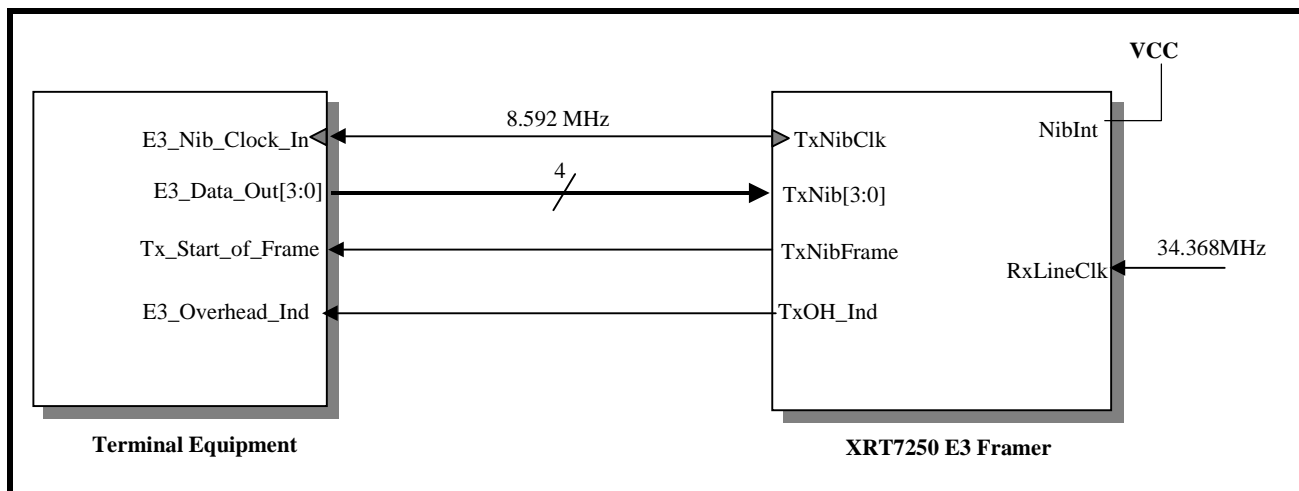 VCC
8.592 MHz
E3_Nib_Clock_In
TxNibClk
NibInt
4
E3_Data_Out[3:0]
TxNib[3:0]
Tx_Start_of_Frame
TxNibFrame
34.368MHz
RxLineClk
E3_Overhead_Ind
TxOH_Ind
Terminal Equipment
XRT7250 E3 Framer